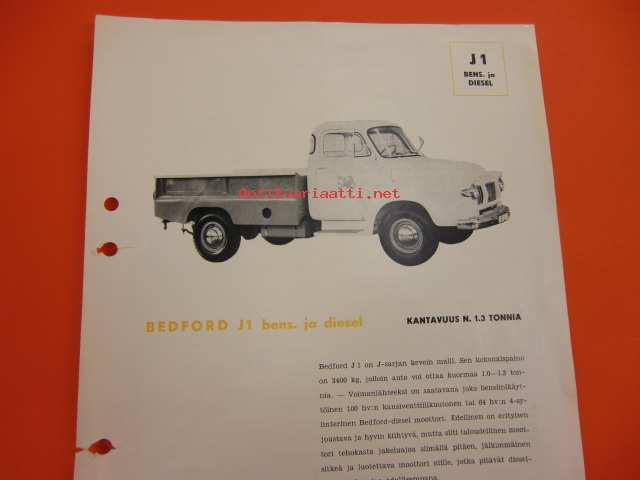 J 1
BENS. ja
DIESEL
Antikvariaatti.net
BEDFORD J1 bens. ja diesel
KANTAVUUS N. 1.3 TONNIA
Bedford J 1 on J-sarjan kevein malli. Sen kokonaispaino
on 3400 kg, jolloin auto voi ottaa kuormaa 1.0—1.3 ton-
nia. — Voimanlähteeksi on saatavana joko bensiinikäyt-
töinen 100 hv:n kansiventtiilikuutonen tai 64 hv:n 4-sy-
linterinen Bedford-diesel moottori. Edellinen on erityisen
joustava ja hyvin kiihtyvä, mutta silti taloudellinen moot-
tori tehokasta jakeluajoa silmällä pitäen, jälkimmäinen
sitkeä ja luotettava moottori niille, jotka pitävät diesel-